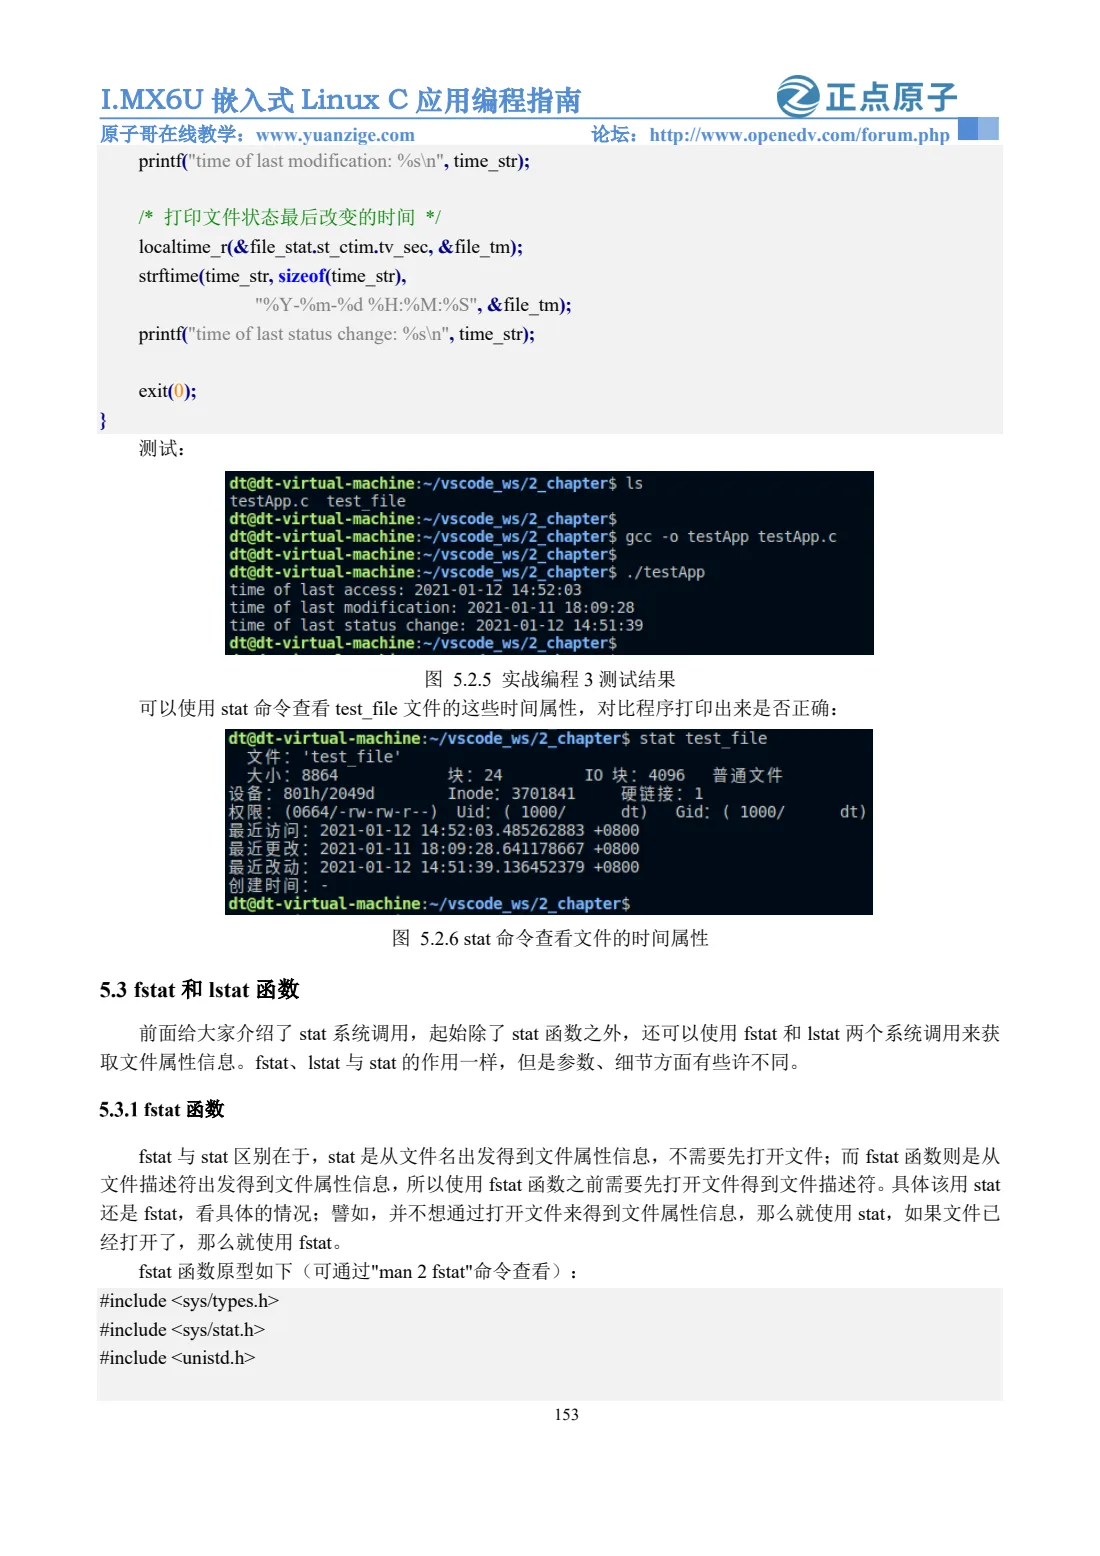 I.MX6U 嵌入式 Linux C 应用编程指南
正点原子
原子哥在线教学：www.yuanzige.com 论坛：http://www.openedv.com/forum.php
printf("time of last modification: %s\n", time_str);
/* 打印文件状态最后改变的时间 */
localtime_r(&file_stat.st_ctim.tv_sec, &file_tm);
strftime(time_str, sizeof(time_str),
"%Y-%m-%d %H:%M:%S", &file_tm);
printf("time of last status change: %s\n", time_str);
exit(0);
}
测试：
dt@dt-virtual-machine:~/vscode_ws/2_chapter$ ls
testApp.c test_file
dt@dt-virtual-machine:~/vscode_ws/2_chapter$
dt@dt-virtual-machine:~/vscode_ws/2_chapter$ gcc -o testApp testApp.c
dt@dt-virtual-machine:~/vscode_ws/2_chapter$
dt@dt-virtual-machine:~/vscode_ws/2_chapter$ ./testApp
time of last access: 2021-01-12 14:52:03
time of last modification: 2021-01-11 18:09:28
time of last status change: 2021-01-12 14:51:39
dt@dt-virtual-machine:~/vscode_ws/2_chapter$
图 5.2.5 实战编程 3 测试结果
可以使用 stat 命令查看 test_file 文件的这些时间属性，对比程序打印出来是否正确：
dt@dt-virtual-machine:~/vscode_ws/2_chapter$ stat test_file
文件：'test_file'
大小：8864 块：24 IO 块：4096 普通文件
设备：801h/2049d Inode：3701841 硬链接：1
权限：(0664/-rw-rw-r--) Uid：( 1000/ dt) Gid：( 1000/ dt)
最近访问：2021-01-12 14:52:03.485262883 +0800
最近更改：2021-01-11 18:09:28.641178667 +0800
最近改动：2021-01-12 14:51:39.136452379 +0800
创建时间：-
dt@dt-virtual-machine:~/vscode_ws/2_chapter$
图 5.2.6 stat 命令查看文件的时间属性
5.3 fstat 和 lstat 函数
前面给大家介绍了 stat 系统调用，起始除了 stat 函数之外，还可以使用 fstat 和 lstat 两个系统调用来获
取文件属性信息。fstat、lstat 与 stat 的作用一样，但是参数、细节方面有些许不同。
5.3.1 fstat 函数
fstat 与 stat 区别在于，stat 是从文件名出发得到文件属性信息，不需要先打开文件；而 fstat 函数则是从
文件描述符出发得到文件属性信息，所以使用 fstat 函数之前需要先打开文件得到文件描述符。具体该用 stat
还是 fstat，看具体的情况；譬如，并不想通过打开文件来得到文件属性信息，那么就使用 stat，如果文件已
经打开了，那么就使用 fstat。
fstat 函数原型如下（可通过"man 2 fstat"命令查看）：
#include <sys/types.h>
#include <sys/stat.h>
#include <unistd.h>
153